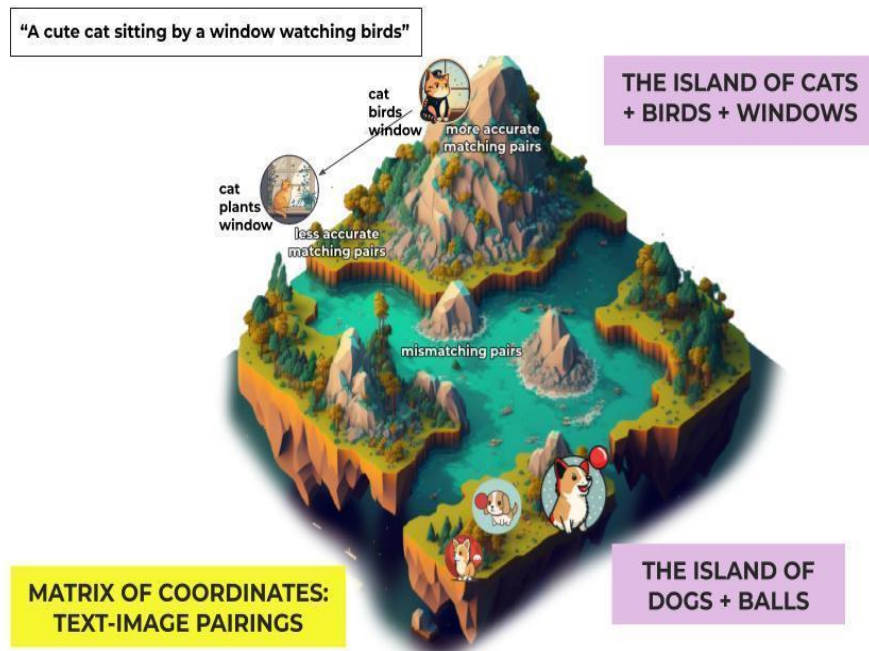 “A cute cat sitting by a window watching birds”
THE ISLAND OF CATS
+ BIRDS + WINDOWS
cat
birds
window
more accurate
matching pairs
cat
plants
window
less accurate
matching pairs
mismatching pairs
MATRIX OF COORDINATES:
TEXT-IMAGE PAIRINGS
THE ISLAND OF
DOGS + BALLS